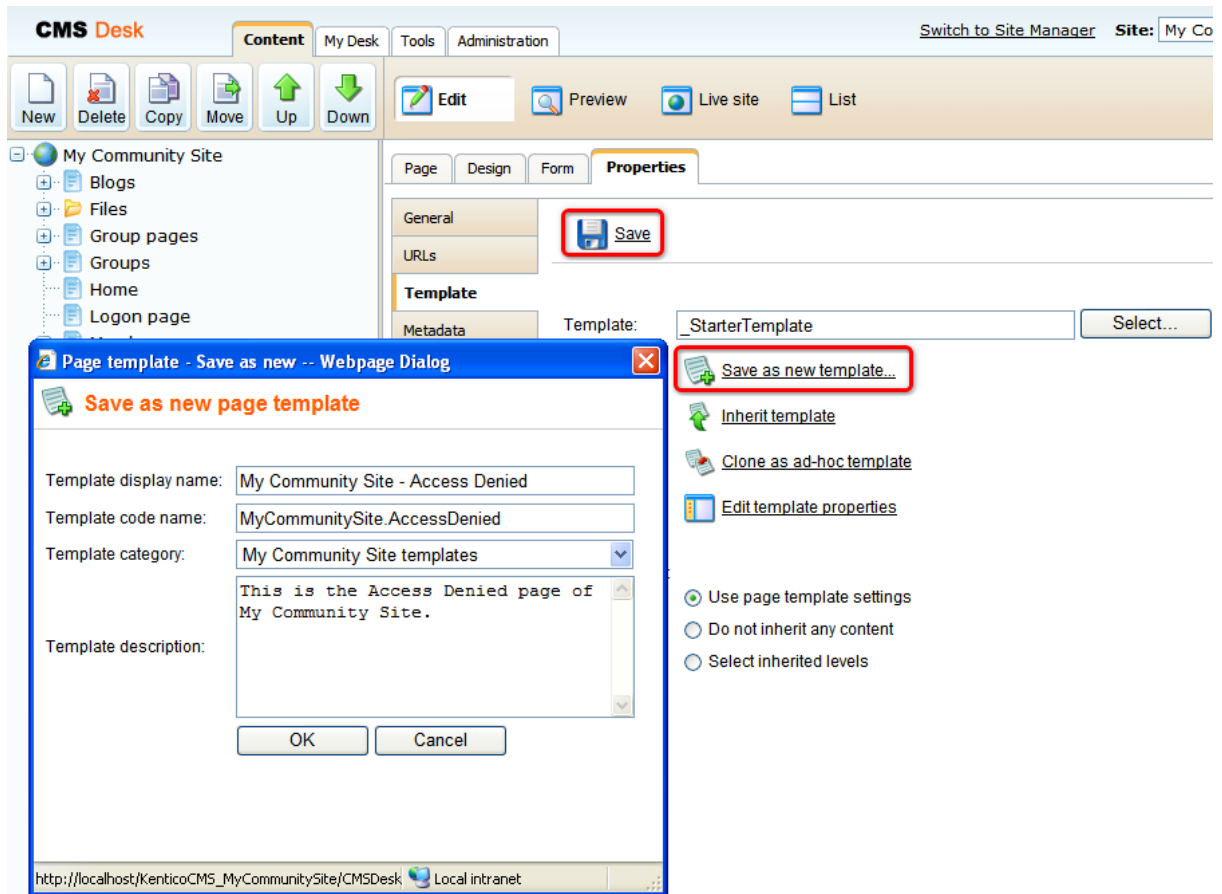 CMS Desk
Content
My Desk
Tools
Administration
Switch to Site Manager
Site: My Co
New
Delete
Copy
Move
Up
Down
Edit
Preview
Live site
List
My Community Site
Blogs
Files
Group pages
Groups
Home
Logon page
Page
Design
Form
Properties
General
URLs
Template
Metadata
Save
Template:
_StarterTemplate
Select...
Save as new template...
Inherit template
Clone as ad-hoc template
Edit template properties
Use page template settings
Do not inherit any content
Select inherited levels
Page template - Save as new -- Webpage Dialog
Save as new page template
Template display name:
My Community Site - Access Denied
Template code name:
MyCommunitySite.AccessDenied
Template category:
My Community Site templates
Template description:
This is the Access Denied page of
My Community Site.
OK
Cancel
http://localhost/KenticoCMS_MyCommunitySite/CMSDesk
Local intranet